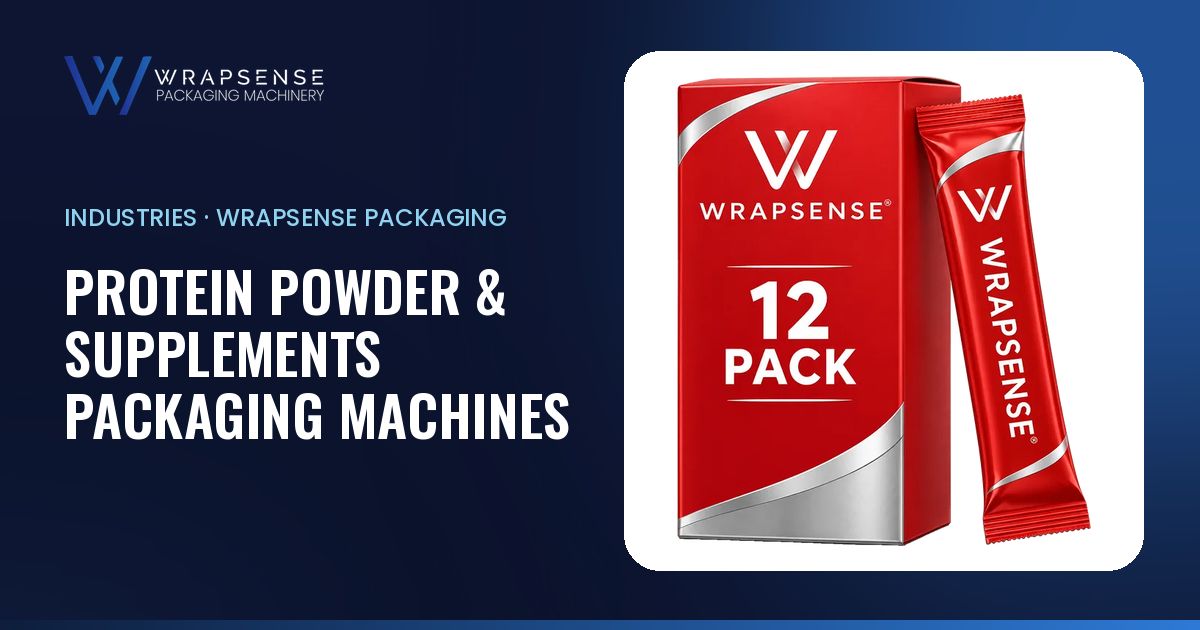 WRAPSENSE
PACKAGING MACHINERY
INDUSTRIES · WRAPSENSE PACKAGING
PROTEIN POWDER &
SUPPLEMENTS
PACKAGING MACHINES
WRAPSENSE®
12
PACK
WRAPSENSE®